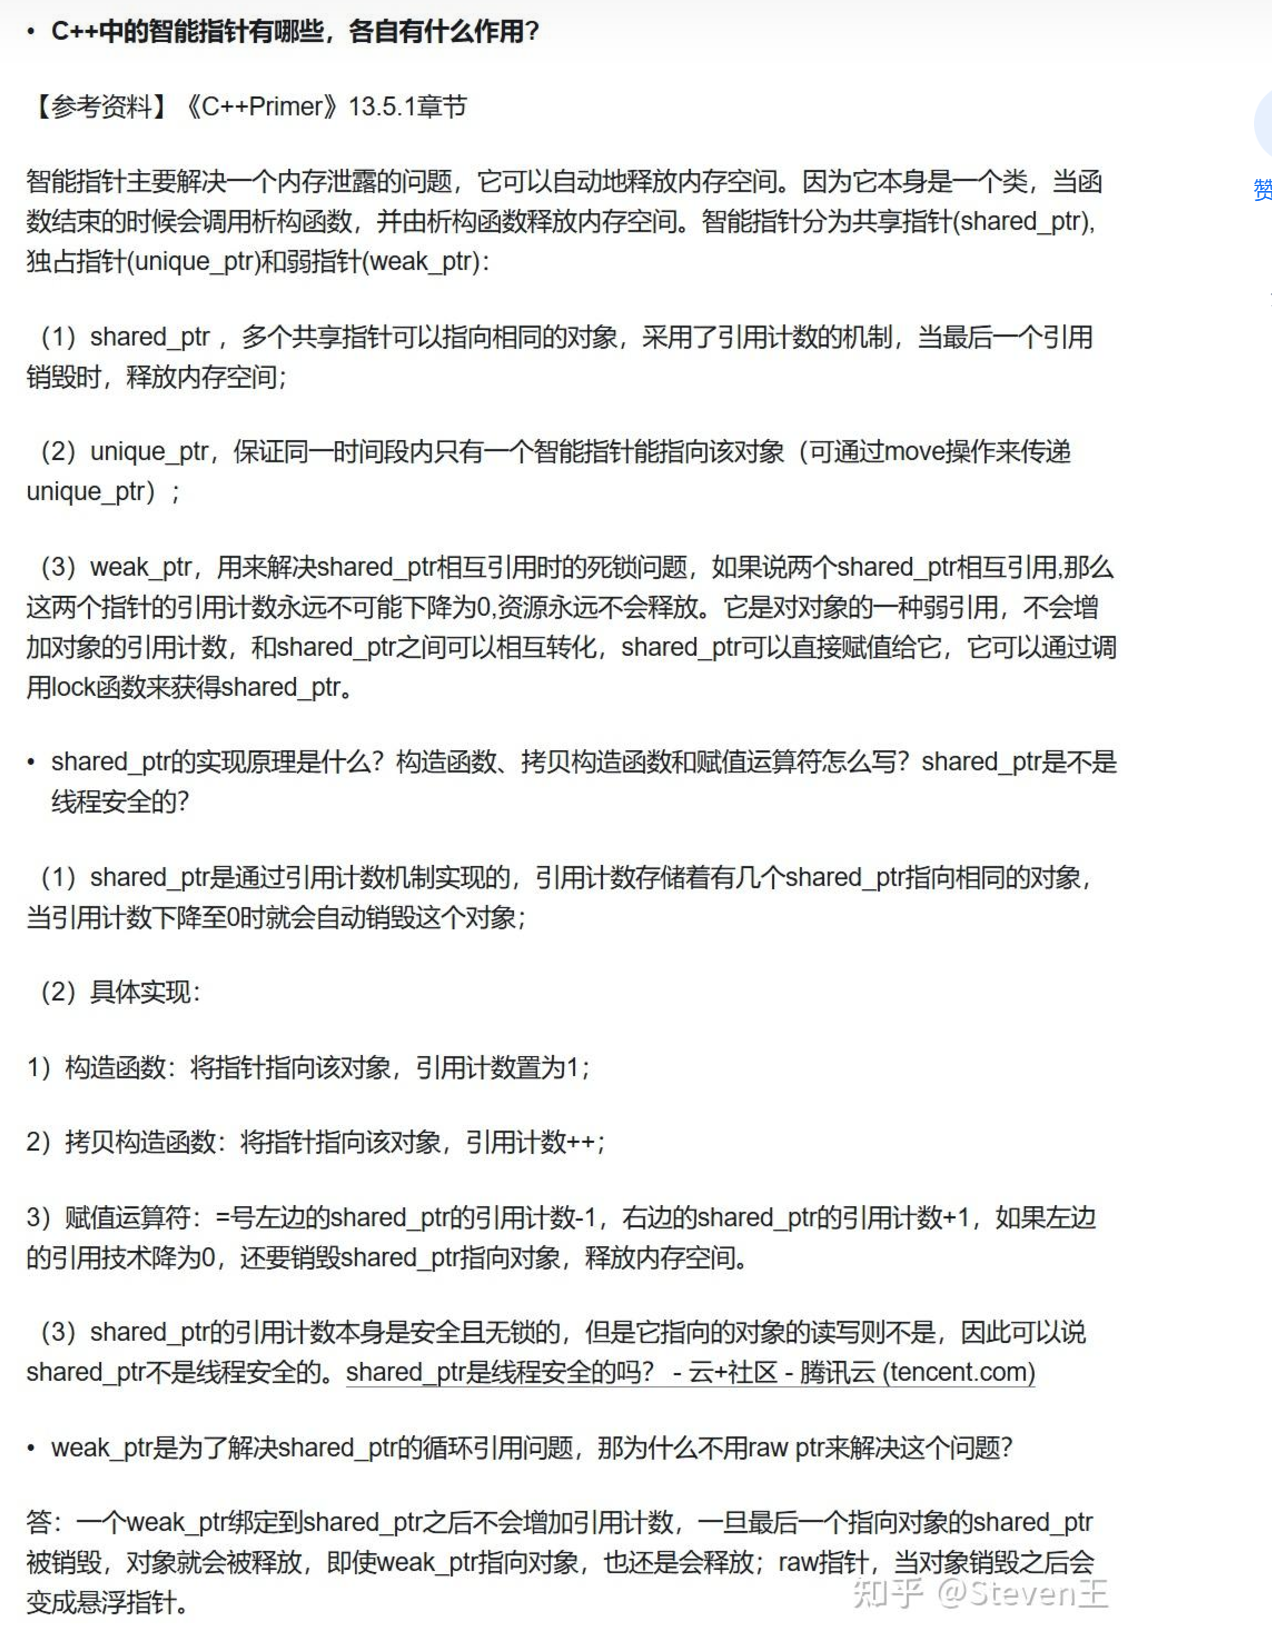 • C++中的智能指针有哪些，各自有什么作用？
【参考资料】《C++Primer》13.5.1章节
赞
智能指针主要解决一个内存泄露的问题，它可以自动地释放内存空间。因为它本身是一个类，当函
数结束的时候会调用析构函数，并由析构函数释放内存空间。智能指针分为共享指针(shared_ptr),
独占指针(unique_ptr)和弱指针(weak_ptr)：
（1）shared_ptr ，多个共享指针可以指向相同的对象，采用了引用计数的机制，当最后一个引用
销毁时，释放内存空间；
（2）unique_ptr，保证同一时间段内只有一个智能指针能指向该对象（可通过move操作来传递
unique_ptr）；
（3）weak_ptr，用来解决shared_ptr相互引用时的死锁问题，如果说两个shared_ptr相互引用,那么
这两个指针的引用计数永远不可能下降为0,资源永远不会释放。它是对对象的一种弱引用，不会增
加对象的引用计数，和shared_ptr之间可以相互转化，shared_ptr可以直接赋值给它，它可以通过调
用lock函数来获得shared_ptr。
• shared_ptr的实现原理是什么？构造函数、拷贝构造函数和赋值运算符怎么写？shared_ptr是不是
线程安全的？
（1）shared_ptr是通过引用计数机制实现的，引用计数存储着有几个shared_ptr指向相同的对象，
当引用计数下降至0时就会自动销毁这个对象；
（2）具体实现：
1）构造函数：将指针指向该对象，引用计数置为1；
2）拷贝构造函数：将指针指向该对象，引用计数++；
3）赋值运算符：=号左边的shared_ptr的引用计数-1，右边的shared_ptr的引用计数+1，如果左边
的引用技术降为0，还要销毁shared_ptr指向对象，释放内存空间。
（3）shared_ptr的引用计数本身是安全且无锁的，但是它指向的对象的读写则不是，因此可以说
shared_ptr不是线程安全的。shared_ptr是线程安全的吗？ - 云+社区 - 腾讯云 (tencent.com)
• weak_ptr是为了解决shared_ptr的循环引用问题，那为什么不用raw ptr来解决这个问题？
答：一个weak_ptr绑定到shared_ptr之后不会增加引用计数，一旦最后一个指向对象的shared_ptr
被销毁，对象就会被释放，即使weak_ptr指向对象，也还是会释放；raw指针，当对象销毁之后会
变成悬浮指针。
知乎 @Steven王